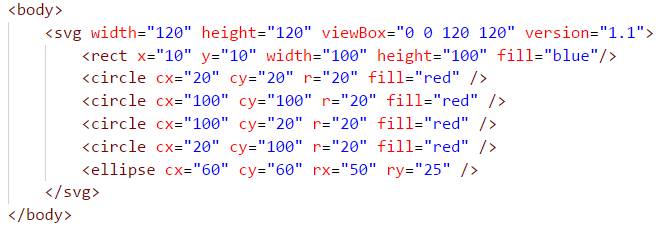 <body>
<svg width="120" height="120" viewBox="0 0 120 120" version="1.1">
<rect x="10" y="10" width="100" height="100" fill="blue"/>
<circle cx="20" cy="20" r="20" fill="red" />
<circle cx="100" cy="100" r="20" fill="red" />
<circle cx="100" cy="20" r="20" fill="red" />
<circle cx="20" cy="100" r="20" fill="red" />
<ellipse cx="60" cy="60" rx="50" ry="25" />
</svg>
</body>